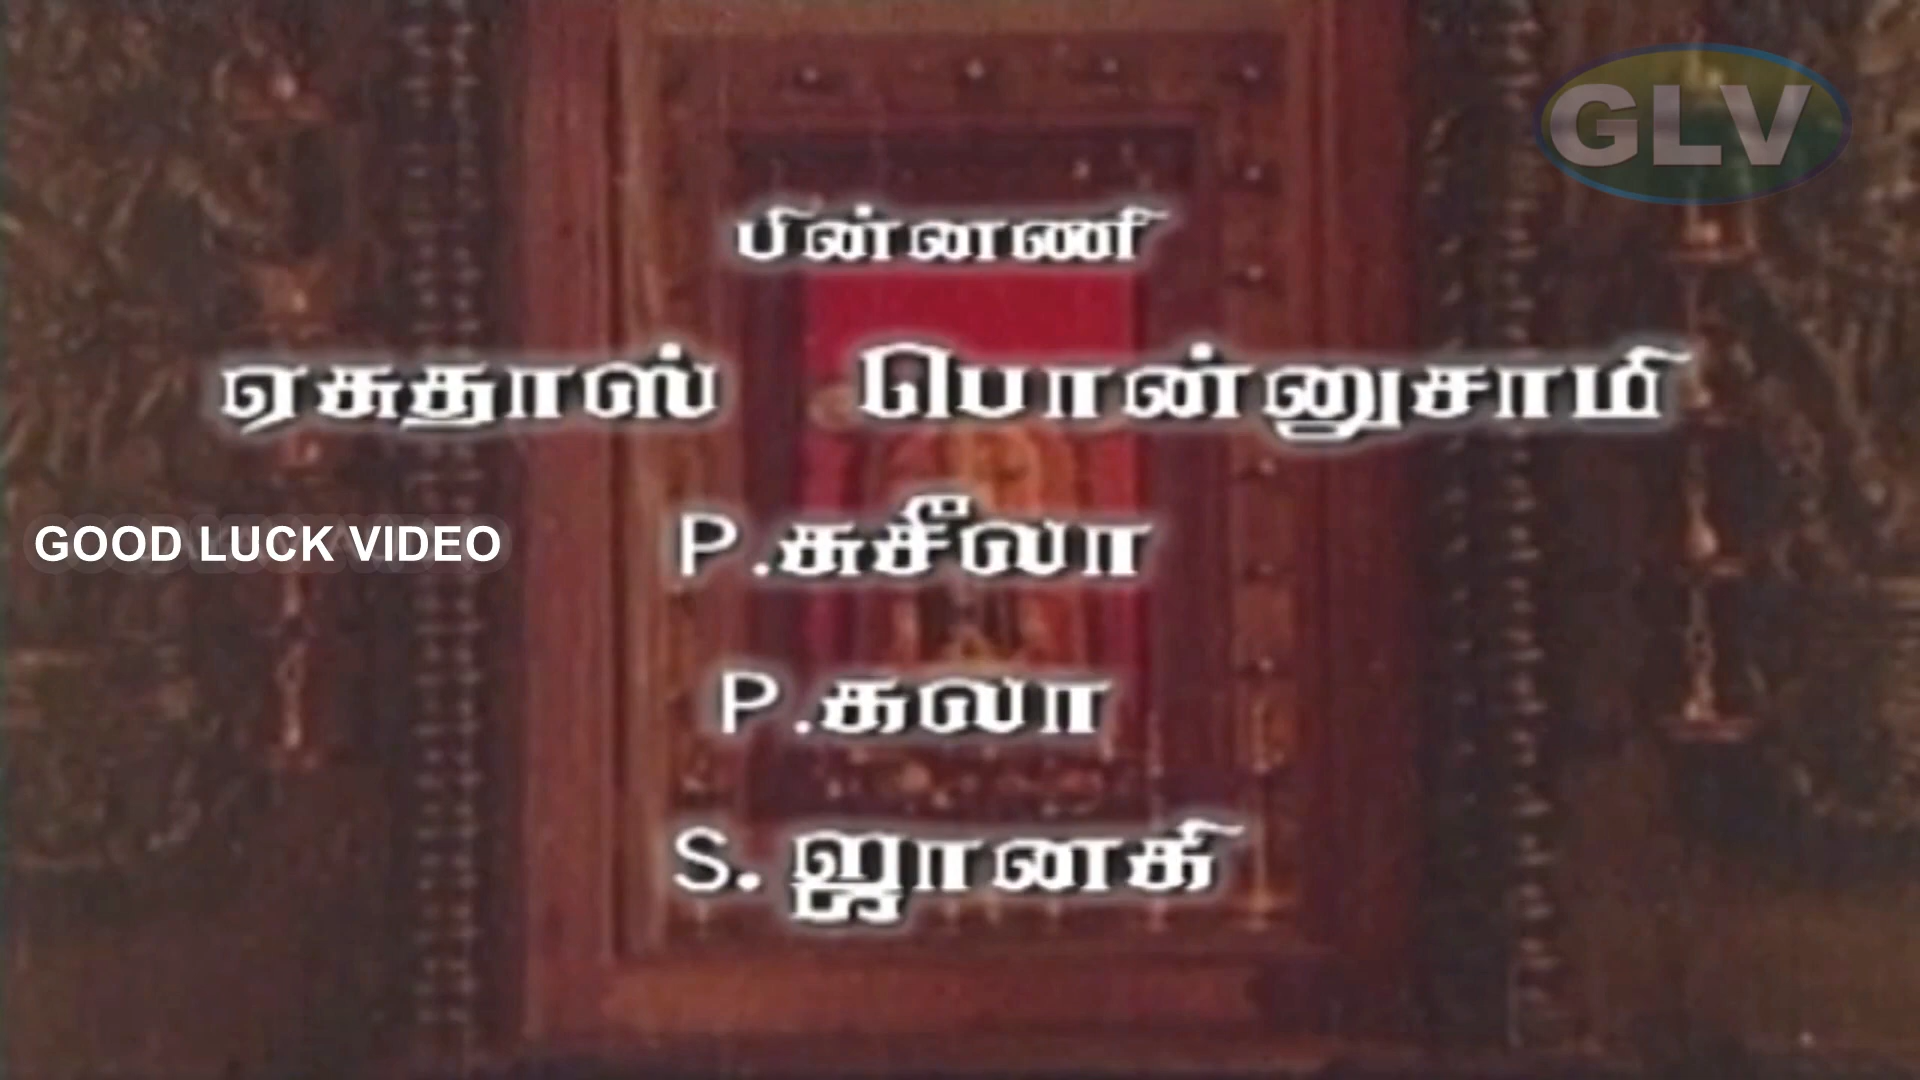 GLV
பின்னணி
ஏசுதாஸ் பொன்னுசாமி
P.சுசீலா
GOOD LUCK VIDEO
P.கலா
S. ஜானகி